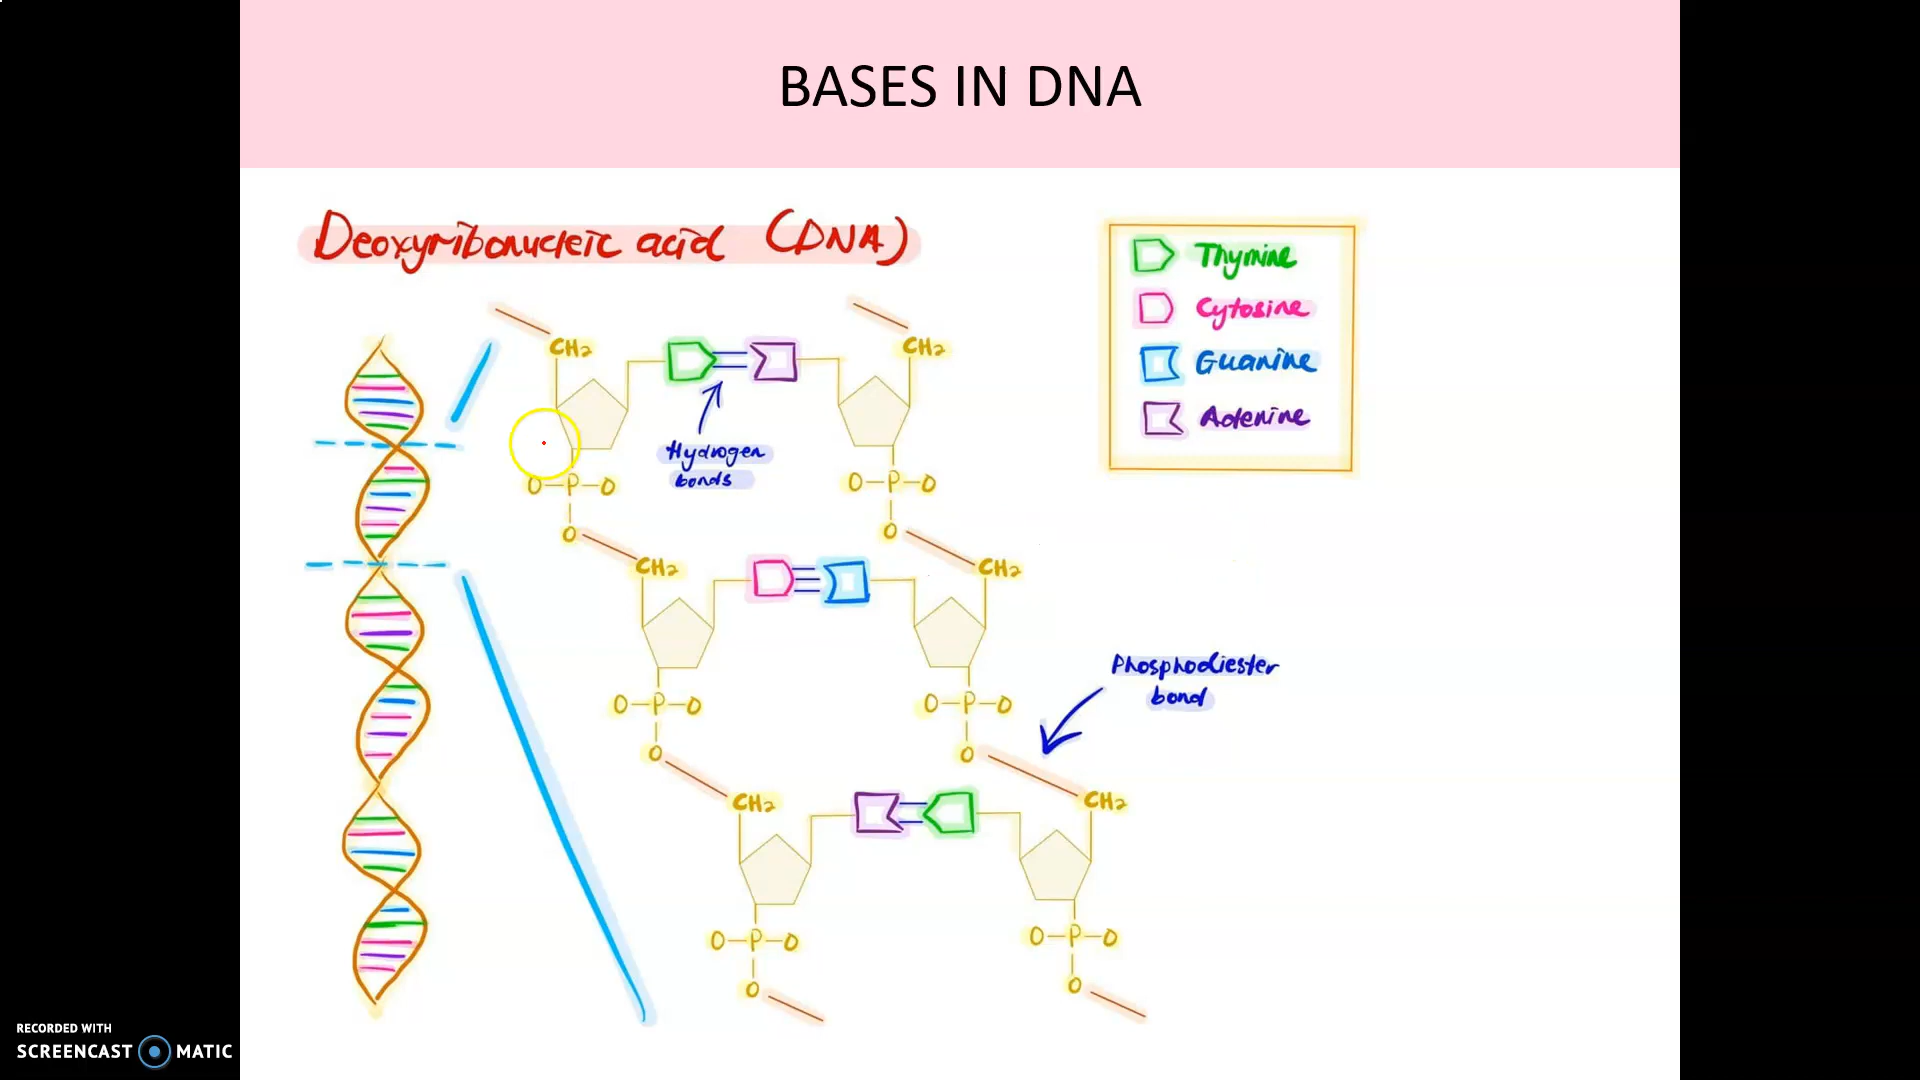 BASES IN DNA
Deoxyribonucleic acid (DNA)
Thymine
Cytosine
Guanine
Adenine
CH2
CH2
Hydrogen
bonds
O-P-O
O-P-O
O
O
CH2
CH2
Phosphodiester
bond
O-P-O
O-P-O
O
O
CH2
CH2
O-P-O
O-P-O
O
O
RECORDED WITH
SCREENCAST MATIC